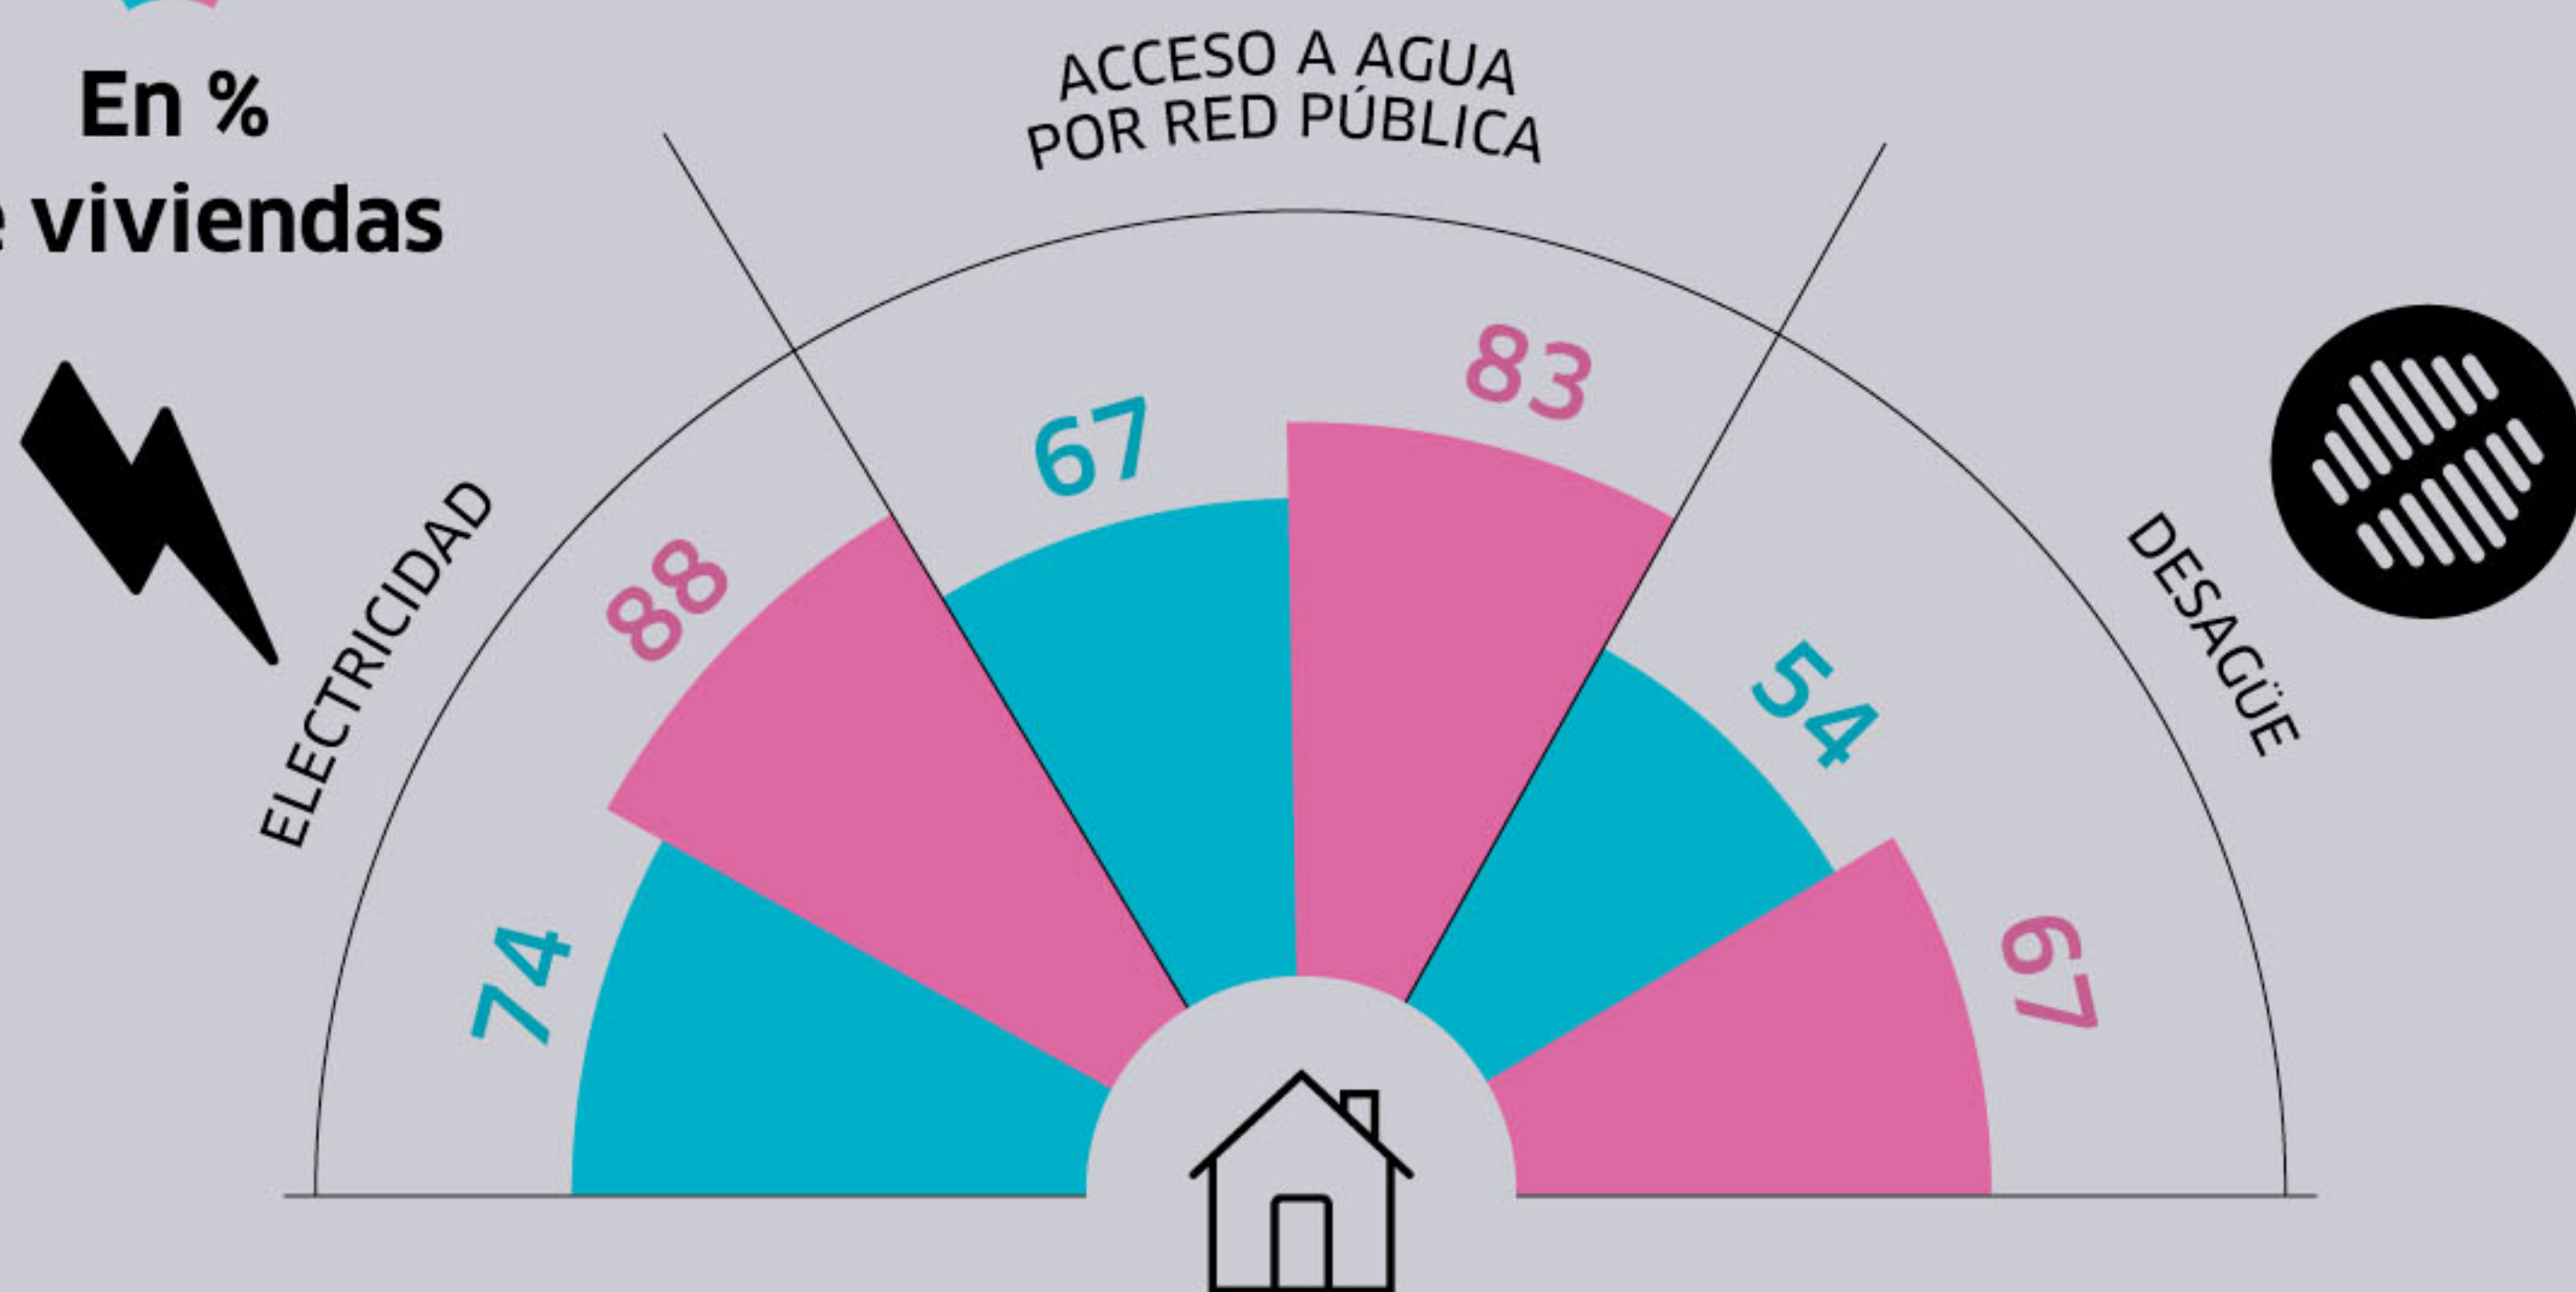 En %
viviendas
ACCESO A AGUA
POR RED PÚBLICA
ELECTRICIDAD
DESAGÜE
74
88
67
83
54
67